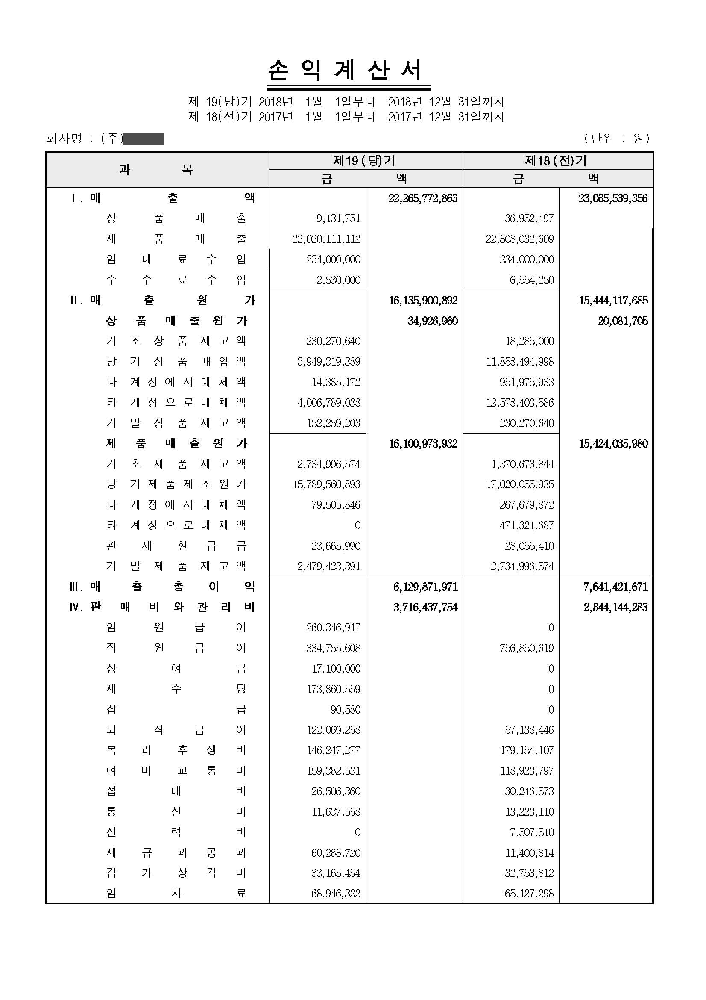 손 익 계 산 서
제 19(당)기 2018년 1월 1일부터 2018년 12월 31일까지
제 18(전)기 2017년 1월 1일부터 2017년 12월 31일까지
회사명 : (주) (단위 : 원)
과 목 제19(당)기 제18(전)기
금 액 금 액
Ⅰ. 매 출 액 22,265,772,863 23,085,539,356
상 품 매 출 9,131,751 36,952,497
제 품 매 출 22,020,111,112 22,808,032,609
임 대 료 수 입 234,000,000 234,000,000
수 수 료 수 입 2,530,000 6,554,250
Ⅱ. 매 출 원 가 16,135,900,892 15,444,117,685
상 품 매 출 원 가 34,926,960 20,081,705
기 초 상 품 재 고 액 230,270,640 18,285,000
당 기 상 품 매 입 액 3,949,319,389 11,858,494,998
타 계 정 에 서 대 체 액 14,385,172 951,975,933
타 계 정 으 로 대 체 액 4,006,789,038 12,578,403,586
기 말 상 품 재 고 액 152,259,203 230,270,640
제 품 매 출 원 가 16,100,973,932 15,424,035,980
기 초 제 품 재 고 액 2,734,996,574 1,370,673,844
당 기 제 품 제 조 원 가 15,789,560,893 17,020,055,935
타 계 정 에 서 대 체 액 79,505,846 267,679,872
타 계 정 으 로 대 체 액 0 471,321,687
관 세 환 급 금 23,665,990 28,055,410
기 말 제 품 재 고 액 2,479,423,391 2,734,996,574
Ⅲ. 매 출 총 이 익 6,129,871,971 7,641,421,671
Ⅳ. 판 매 비 와 관 리 비 3,716,437,754 2,844,144,283
임 원 급 여 260,346,917 0
직 원 급 여 334,755,608 756,850,619
상 여 금 17,100,000 0
제 수 당 173,860,559 0
잡 급 90,580 0
퇴 직 급 여 122,069,258 57,138,446
복 리 후 생 비 146,247,277 179,154,107
여 비 교 통 비 159,382,531 118,923,797
접 대 비 26,506,360 30,246,573
통 신 비 11,637,558 13,223,110
전 력 비 0 7,507,510
세 금 과 공 과 60,288,720 11,400,814
감 가 상 각 비 33,165,454 32,753,812
임 차 료 68,946,322 65,127,298